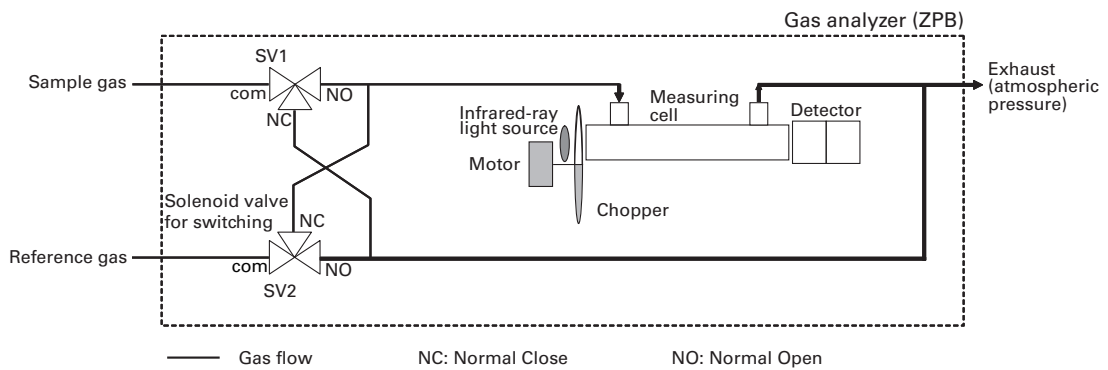 Gas analyzer (ZPB)
Sample gas
SV1
com
NO
NC
Exhaust
(atmospheric
pressure)
Infrared-ray
light source
Measuring
cell
Detector
Motor
Chopper
Solenoid valve
for switching
NC
Reference gas
com
NO
SV2
Gas flow
NC: Normal Close
NO: Normal Open